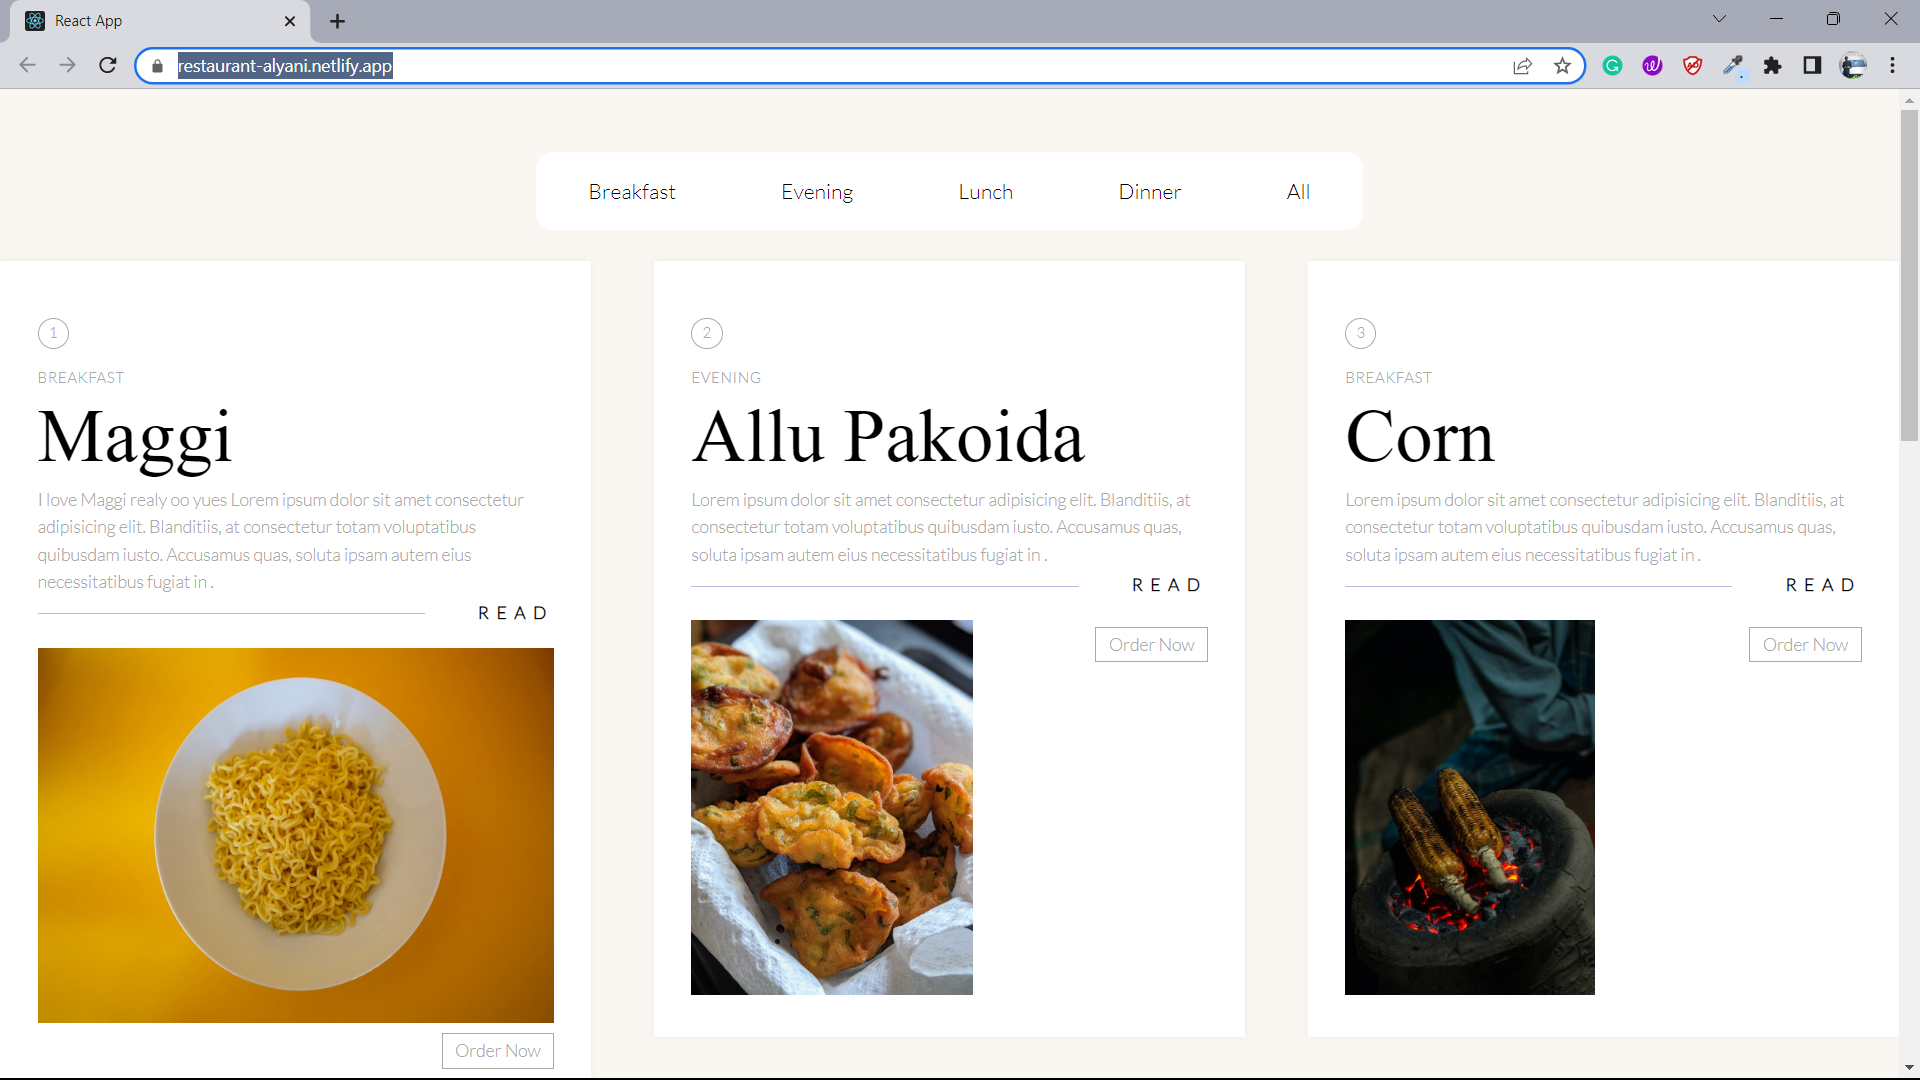 React App
restaurant-alyani.netlify.app
Breakfast Evening Lunch Dinner All
1
BREAKFAST
Maggi
I love Maggi realy oo yues Lorem ipsum dolor sit amet consectetur
adipisicing elit. Blanditiis, at consectetur totam voluptatibus
quibusdam iusto. Accusamus quas, soluta ipsam autem eius
necessitatibus fugiat in .
READ
Order Now
2
EVENING
Allu Pakoida
Lorem ipsum dolor sit amet consectetur adipisicing elit. Blanditiis, at
consectetur totam voluptatibus quibusdam iusto. Accusamus quas,
soluta ipsam autem eius necessitatibus fugiat in .
READ
Order Now
3
BREAKFAST
Corn
Lorem ipsum dolor sit amet consectetur adipisicing elit. Blanditiis, at
consectetur totam voluptatibus quibusdam iusto. Accusamus quas,
soluta ipsam autem eius necessitatibus fugiat in .
READ
Order Now